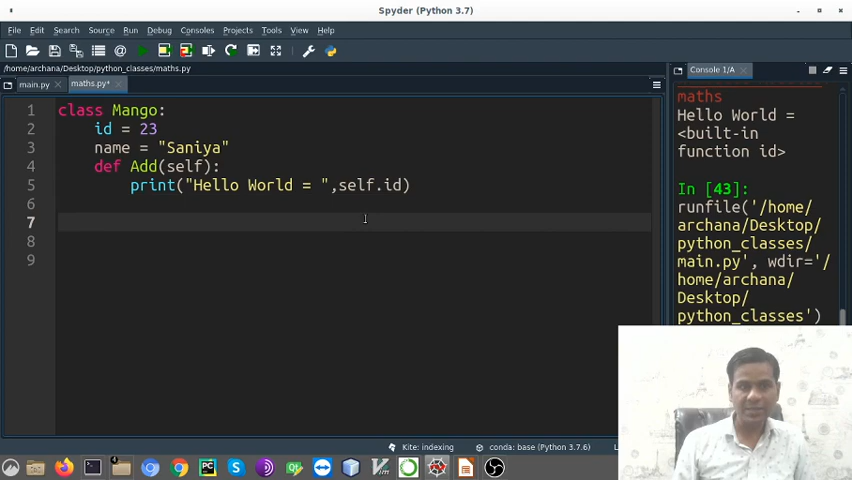 Spyder (Python 3.7)
File Edit Search Source Run Debug Consoles Projects Tools View Help
/home/archana/Desktop/python_classes/maths.py
main.py
maths.py*
Console 1/A
1 class Mango:
2 id = 23
3 name = "Saniya"
4 def Add(self):
5 print("Hello World = ",self.id)
6
7
8
9
maths
Hello World =
<built-in
function id>
In [43]:
runfile('/home/
archana/Desktop/
python_classes/
main.py', wdir='/
home/archana/
Desktop/
python_classes')
Kite: indexing
conda: base (Python 3.7.6)